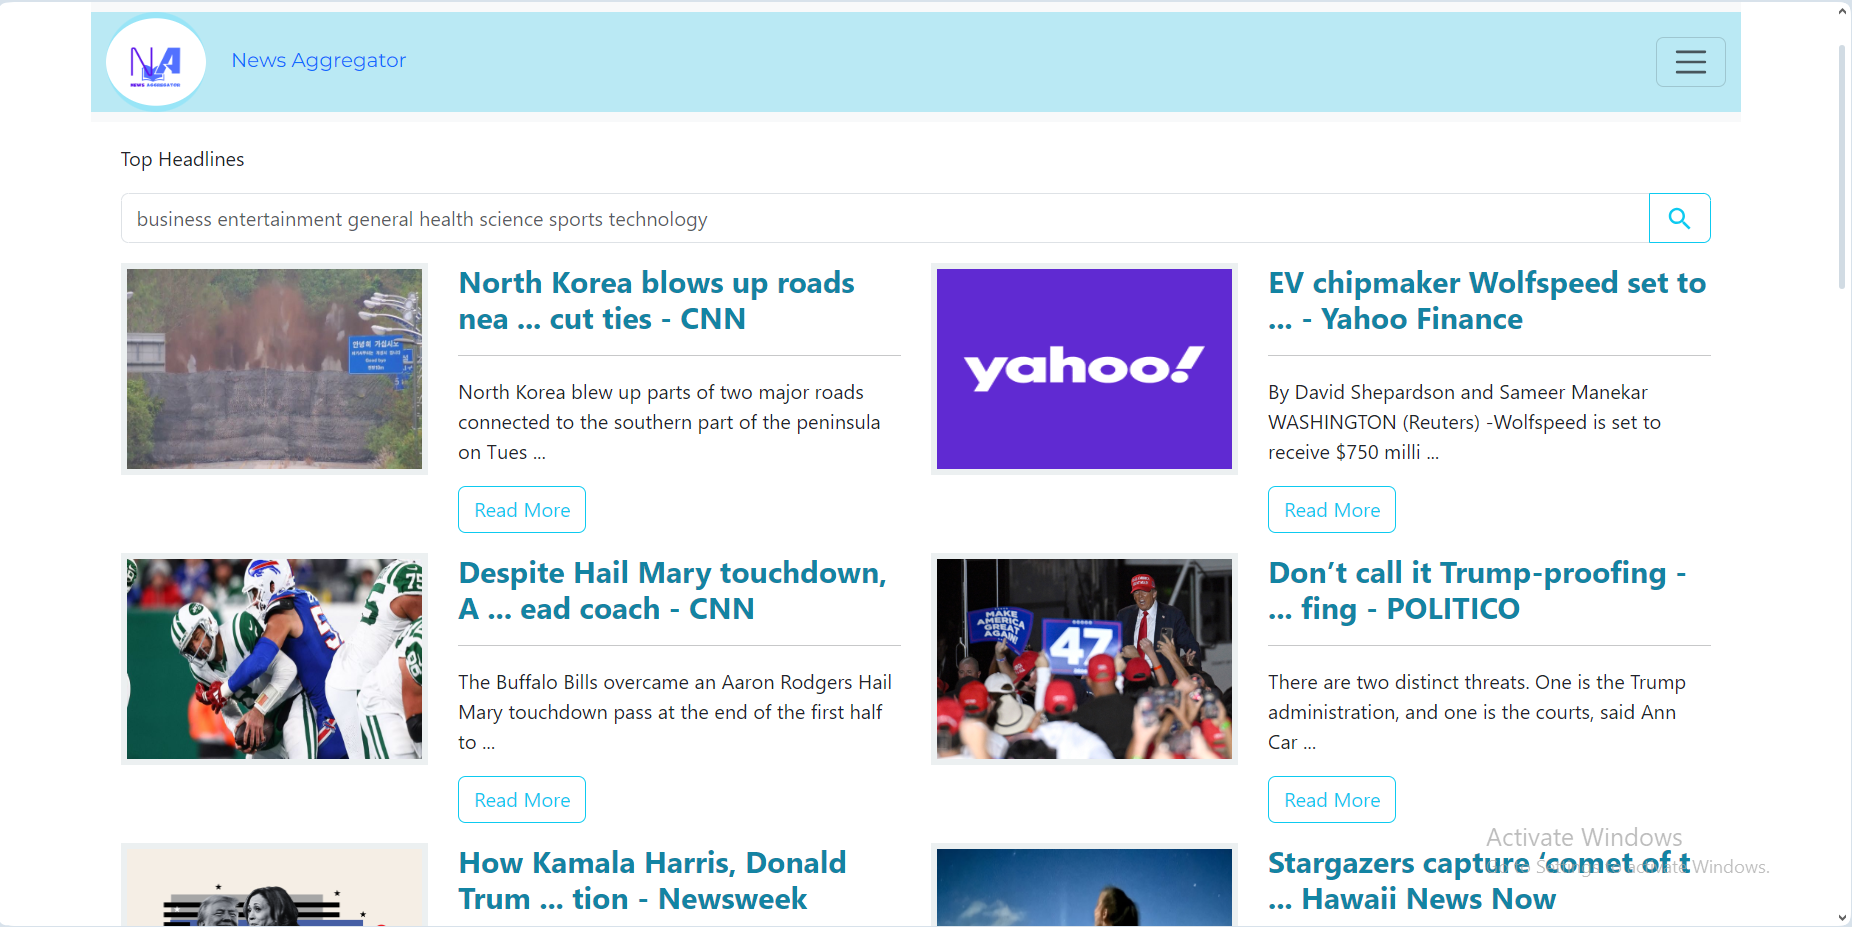 NA
NEWS AGGREGATOR
News Aggregator
Top Headlines
business entertainment general health science sports technology
안녕히 가십시오
North Korea blows up roads
nea ... cut ties - CNN
North Korea blew up parts of two major roads
connected to the southern part of the peninsula
on Tues ...
Read More
yahoo!
EV chipmaker Wolfspeed set to
... - Yahoo Finance
By David Shepardson and Sameer Manekar
WASHINGTON (Reuters) -Wolfspeed is set to
receive $750 milli ...
Read More
75
Despite Hail Mary touchdown,
A ... ead coach - CNN
The Buffalo Bills overcame an Aaron Rodgers Hail
Mary touchdown pass at the end of the first half
to ...
Read More
MAKE
AMERICA
GREAT
AGAIN!
47
Don’t call it Trump-proofing -
... fing - POLITICO
There are two distinct threats. One is the Trump
administration, and one is the courts, said Ann
Car ...
Read More
How Kamala Harris, Donald
Trum ... tion - Newsweek
Stargazers capture ‘comet of t
... Hawaii News Now
Activate Windows
Go to Settings to activate Windows.